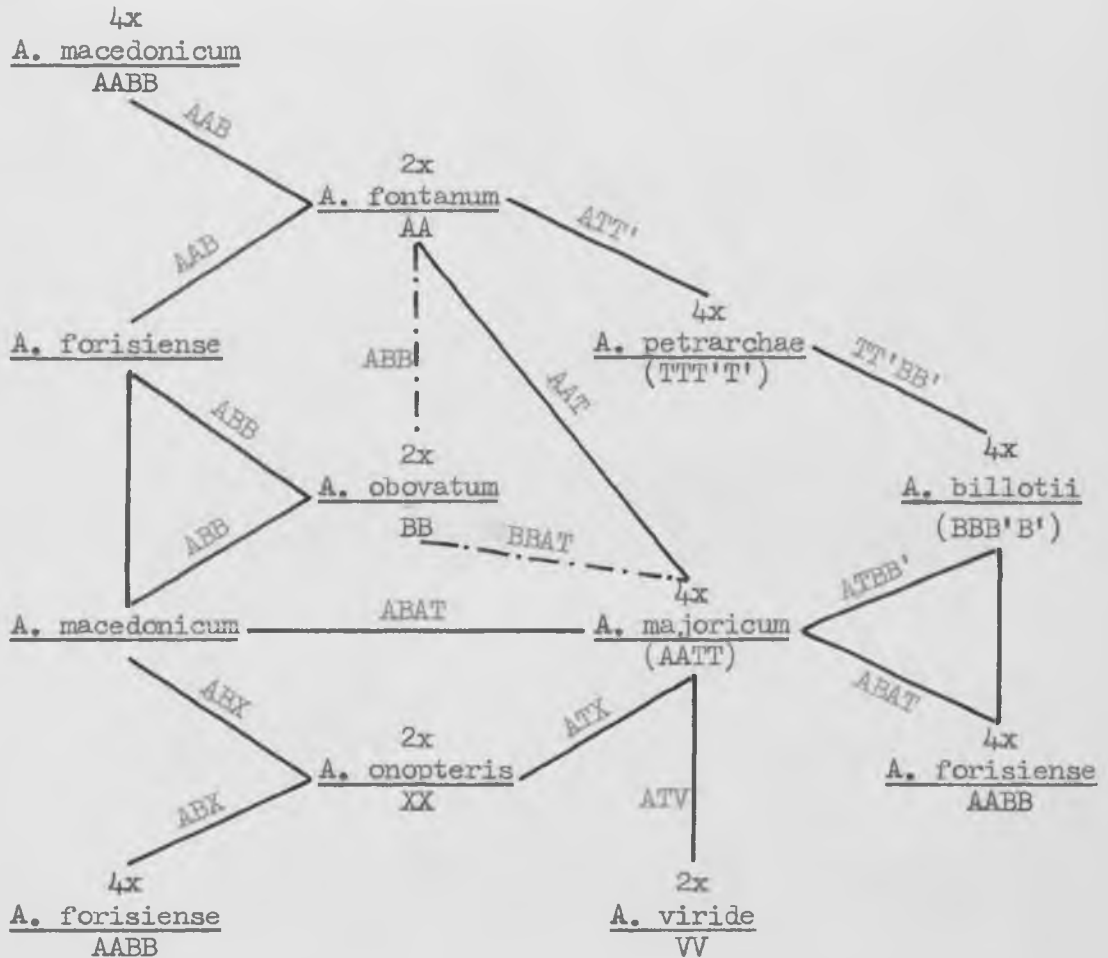 4x
A. macedonicum
AABB
AAB
2x
A. fontanum
AA
ATT'
AAB
4x
A. forisiense
A. petrarchae
(TTT'T')
ABB
AAT
TT'BB'
ABB
2x
4x
A. obovatum
A. billotii
BB
(BBB'B')
ABB
BBAT
4x
ATBB'
A. macedonicum
ABAT
A. majoricum
(AATT)
ABAT
ABX
ATX
2x
4x
A. onopteris
A. forisiense
XX
AABB
ABX
ATV
4x
2x
A. forisiense
A. viride
AABB
VV